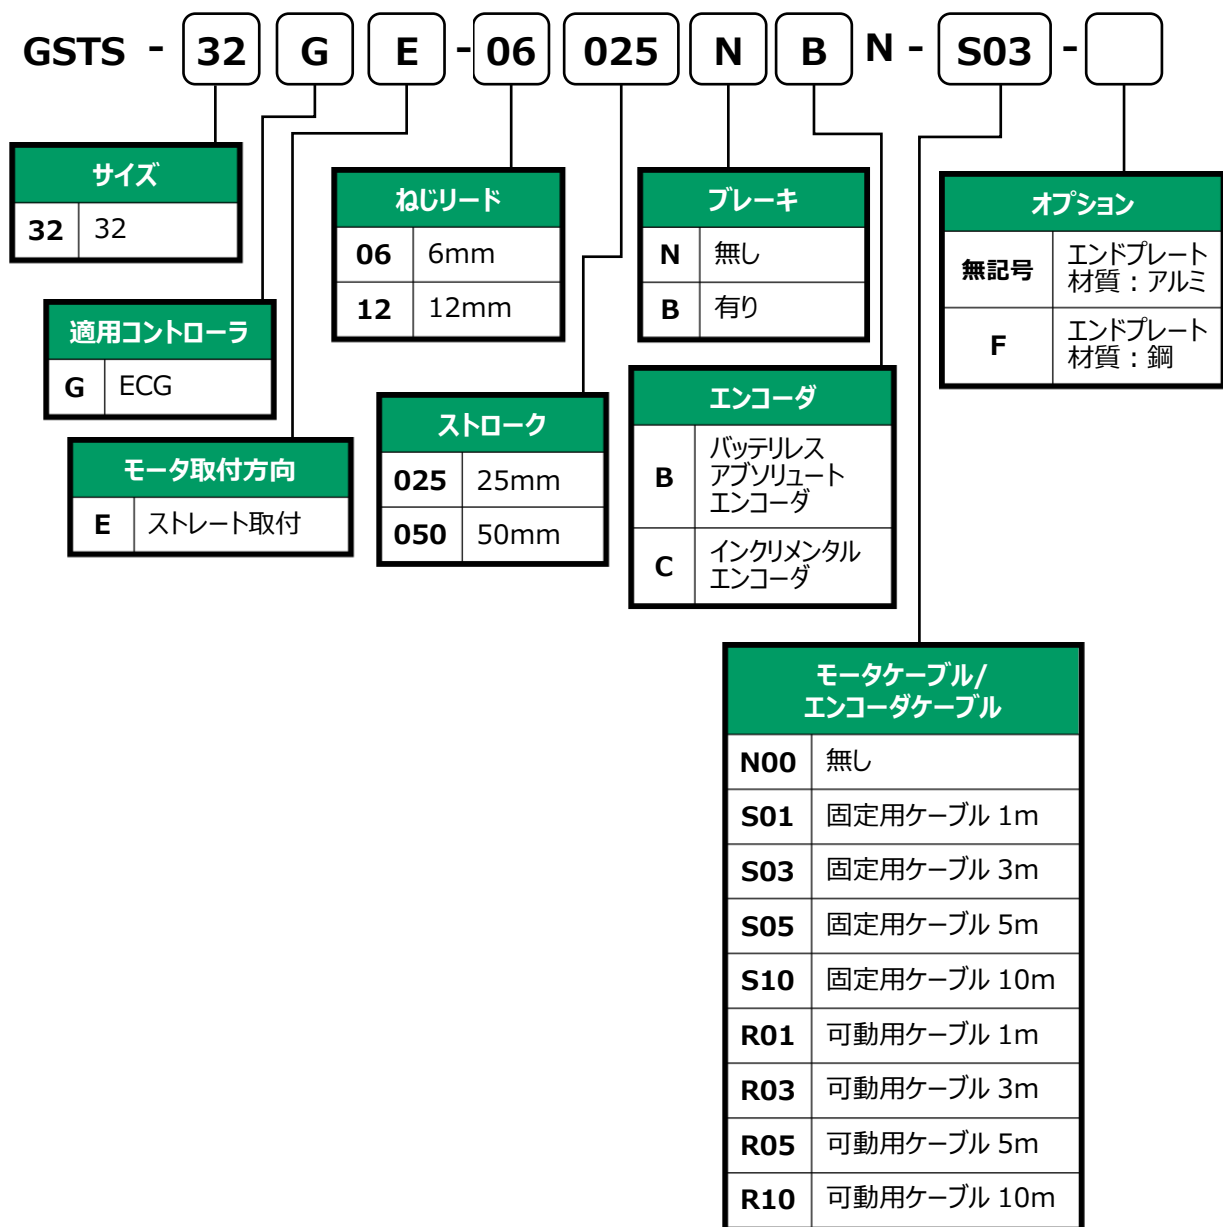 GSTS - 32 G E - 06 025 N B N - S03 -
サイズ
32 32
適用コントローラ
G ECG
モータ取付方向
E ストレート取付
ねじリード
06 6mm
12 12mm
ストローク
025 25mm
050 50mm
ブレーキ
N 無し
B 有り
エンコーダ
B バッテリレス
アブソリュート
エンコーダ
C インクリメンタル
エンコーダ
オプション
無記号 エンドプレート
材質：アルミ
F エンドプレート
材質：鋼
モータケーブル/
エンコーダケーブル
N00 無し
S01 固定用ケーブル 1m
S03 固定用ケーブル 3m
S05 固定用ケーブル 5m
S10 固定用ケーブル 10m
R01 可動用ケーブル 1m
R03 可動用ケーブル 3m
R05 可動用ケーブル 5m
R10 可動用ケーブル 10m